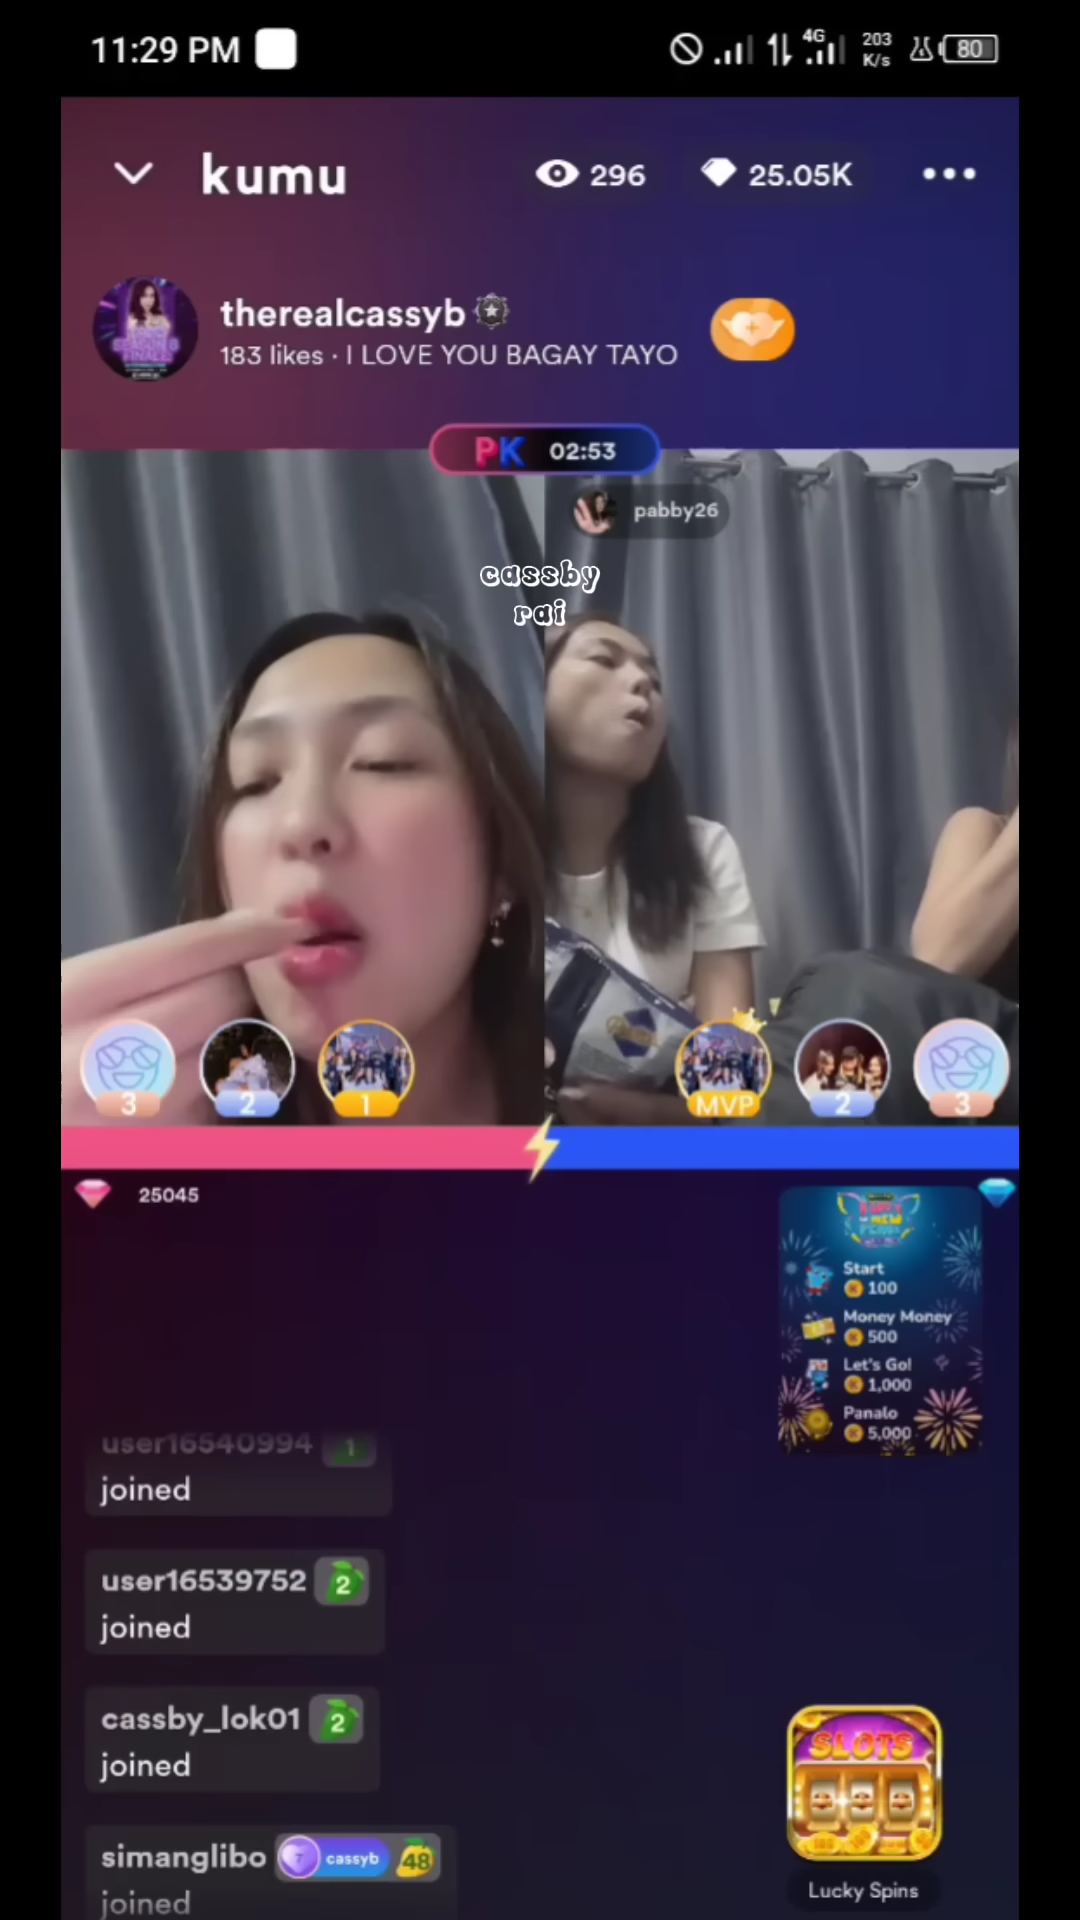 11:29 PM
4G
203
K/s
80
kumu
296
25.05K
therealcassyb
183 likes · I LOVE YOU BAGAY TAYO
PK 02:53
pabby26
cassby
rai
3
2
1
MVP
2
3
25045
Start
100
Money Money
500
Let's Go!
1,000
Panalo
5,000
user16540994 1
joined
user16539752 2
joined
cassby_lok01 2
joined
simanglibo 7 cassyb 48
joined
SLOTS
Lucky Spins